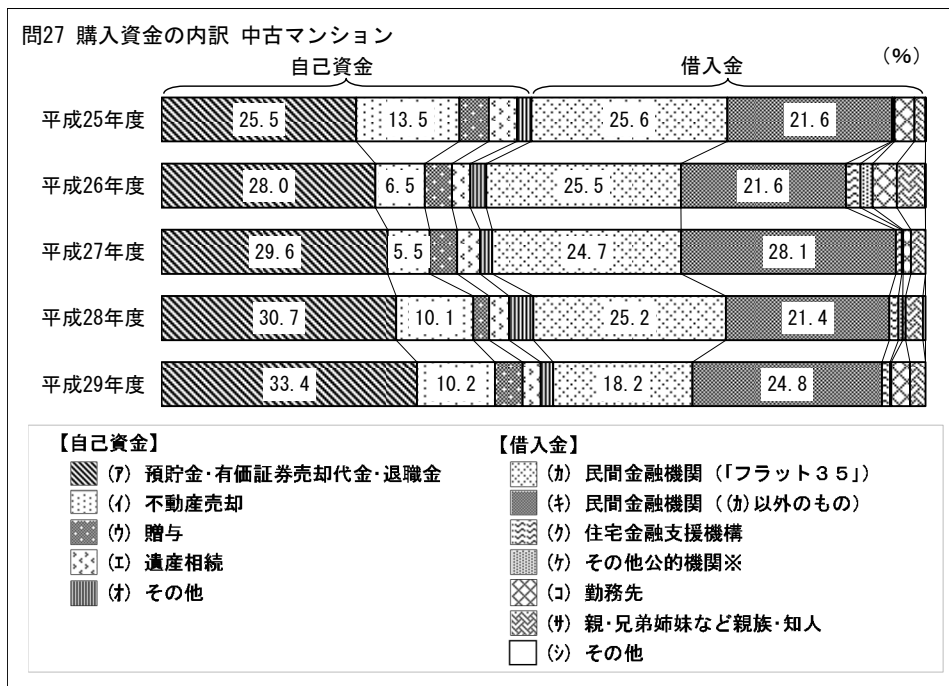 問27 購入資金の内訳 中古マンション
(%)
自己資金 借入金
平成25年度 25.5 13.5 25.6 21.6
平成26年度 28.0 6.5 25.5 21.6
平成27年度 29.6 5.5 24.7 28.1
平成28年度 30.7 10.1 25.2 21.4
平成29年度 33.4 10.2 18.2 24.8
【自己資金】
(ｱ) 預貯金・有価証券売却代金・退職金
(ｲ) 不動産売却
(ｳ) 贈与
(ｴ) 遺産相続
(ｵ) その他
【借入金】
(ｶ) 民間金融機関（｢フラット３５｣）
(ｷ) 民間金融機関（(ｶ)以外のもの）
(ｸ) 住宅金融支援機構
(ｹ) その他公的機関※
(ｺ) 勤務先
(ｻ) 親・兄弟姉妹など親族・知人
(ｼ) その他